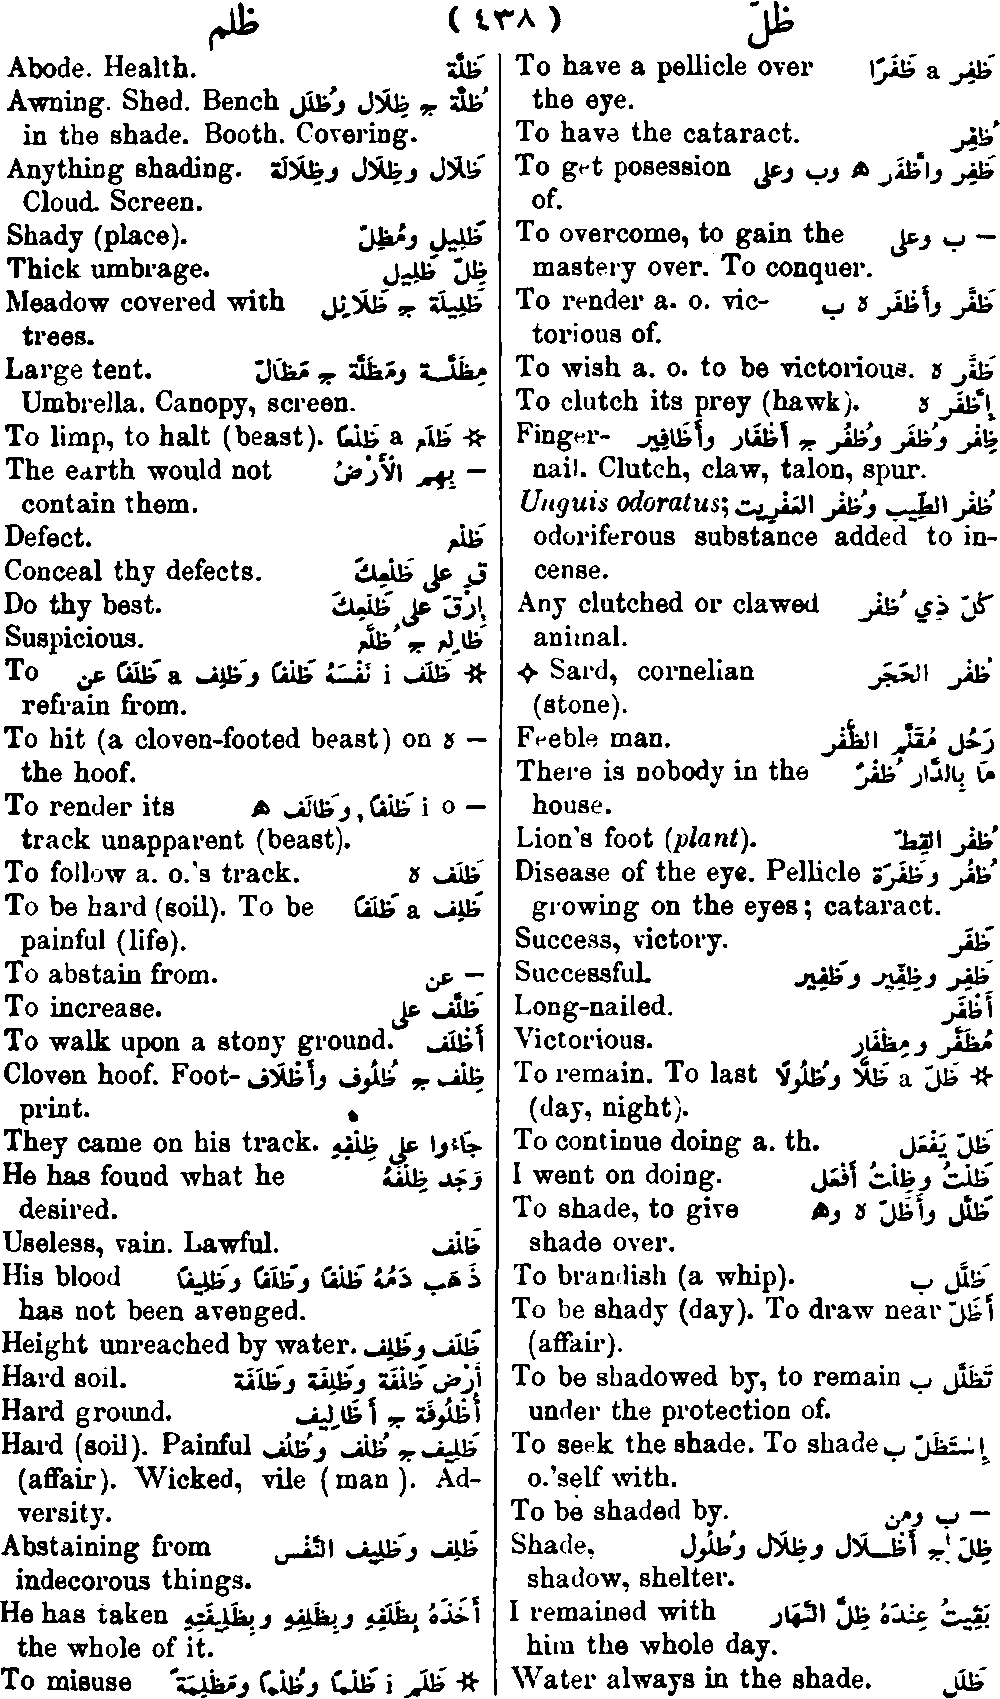 ظلّ ( ٤٣٨ ) ظلم
To have a pellicle over ظَفِر a ظَفَرًا
the eye.
To have the cataract. ظُفِر
To get posession ظَفِر واظَّفَر ه وب وعلى
of.
To overcome, to gain the — ب وعلى
mastery over. To conquer.
To render a. o. vic- ظَفَّر وأَظْفَر ه ب
torious of.
To wish a. o. to be victorious. ظَفَّر ه
To clutch its prey (hawk). إِظَّفَر ه
Finger- ظِفْر وظُفْر وظُفُر ج أَظْفَار وأَظَافِير
nail. Clutch, claw, talon, spur.
Unguis odoratus; ظُفْر الطِّيب وظُفْر العَفْرِيت
odoriferous substance added to in-
cense.
Any clutched or clawed كُلّ ذِي ظُفْر
animal.
✧ Sard, cornelian ظُفْر الحَجَر
(stone).
Feeble man. رَجُل مُقَلَّم الظُّفْر
There is nobody in the مَا بِالدَّار ظُفْرٌ
house.
Lion's foot (plant). ظُفْر القِطّ
Disease of the eye. Pellicle ظُفْر وظَفَرَة
growing on the eyes; cataract.
Success, victory. ظَفَر
Successful. ظَفِر وظِفِّير وظَفِير
Long-nailed. أَظْفَر
Victorious. مُظَفَّر ومِظْفَار
To remain. To last ✲ ظَلّ a ظَلًّا وظُلُولًا
(day, night).
To continue doing a. th. ظَلّ يَفْعَل
I went on doing. ظَلْتُ وظِلْتُ أَفْعَل
To shade, to give ظَلَّل وأَظَلّ ه وه
shade over.
To brandish (a whip). ظَلَّل ب
To be shady (day). To draw near أَظَلّ
(affair).
To be shadowed by, to remain تَظَلَّل ب
under the protection of.
To seek the shade. To shade إِسْتَظَلّ ب
o.'self with.
To be shaded by. — ب ومن
Shade, ظِلّ ج أَظْلَال وظِلَال وظُلُول
shadow, shelter.
I remained with بَقِيتُ عِنْدَهُ ظِلَّ النَّهَار
him the whole day.
Water always in the shade. ظَلَل
Abode. Health. ظَلَّة
Awning. Shed. Bench ظُلَّة ج ظِلَال وظُلَل
in the shade. Booth. Covering.
Anything shading. ظَلَال وظِلَال وظِلَالَة
Cloud. Screen.
Shady (place). ظَلِيل ومُظِلّ
Thick umbrage. ظِلّ ظَلِيل
Meadow covered with ظَلِيلَة ج ظَلَائِل
trees.
Large tent. مِظَلَّة ومَظَلَّة ج مَظَالّ
Umbrella. Canopy, screen.
To limp, to halt (beast). ✲ ظَلَع a ظَلْعًا
The earth would not — بِهِم الْأَرْضُ
contain them.
Defect. ظَلْع
Conceal thy defects. قِ على ظَلْعِكَ
Do thy best. إِرْقَ على ظَلْعِكَ
Suspicious. ظَالِع ج ظُلَّع
To ✲ ظَلَف i نَفْسَهُ ظَلْفًا وظَلِف a ظَلَفًا عن
refrain from.
To hit (a cloven-footed beast) on — ه
the hoof.
To render its — i o ظَلْفًا, وظَالَف ه
track unapparent (beast).
To follow a. o.'s track. ظَلَف ه
To be hard (soil). To be ظَلِف a ظَلَفًا
painful (life).
To abstain from. — عن
To increase. ظَلَّف على
To walk upon a stony ground. أَظْلَف
Cloven hoof. Foot- ظِلْف ج ظُلُوف وأَظْلَاف
print.
They came on his track. جَاءُوا على ظِلْفِهِ
He has found what he وَجَد ظِلْفَهُ
desired.
Useless, vain. Lawful. ظَلْف
His blood ذَهَب دَمُهُ ظَلْفًا وظَلَفًا وظَلِيفًا
has not been avenged.
Height unreached by water. ظَلَف وظَلِف
Hard soil. أَرْض ظَلْفَة وظَلِفَة وظَلَفَة
Hard ground. أُظْلُوفَة ج أَظَالِيف
Hard (soil). Painful ظَلِيف ج ظُلْف وظُلُف
(affair). Wicked, vile ( man ). Ad-
versity.
Abstaining from ظَلِف وظَلِيف النَّفْس
indecorous things.
He has taken أَخَذَهُ بِظَلَفِهِ وبِظَلِفِهِ وبِظَلِيفَتِهِ
the whole of it.
To misuse ✲ ظَلَم i ظَلْمًا وظُلْمًا ومَظْلِمَةً